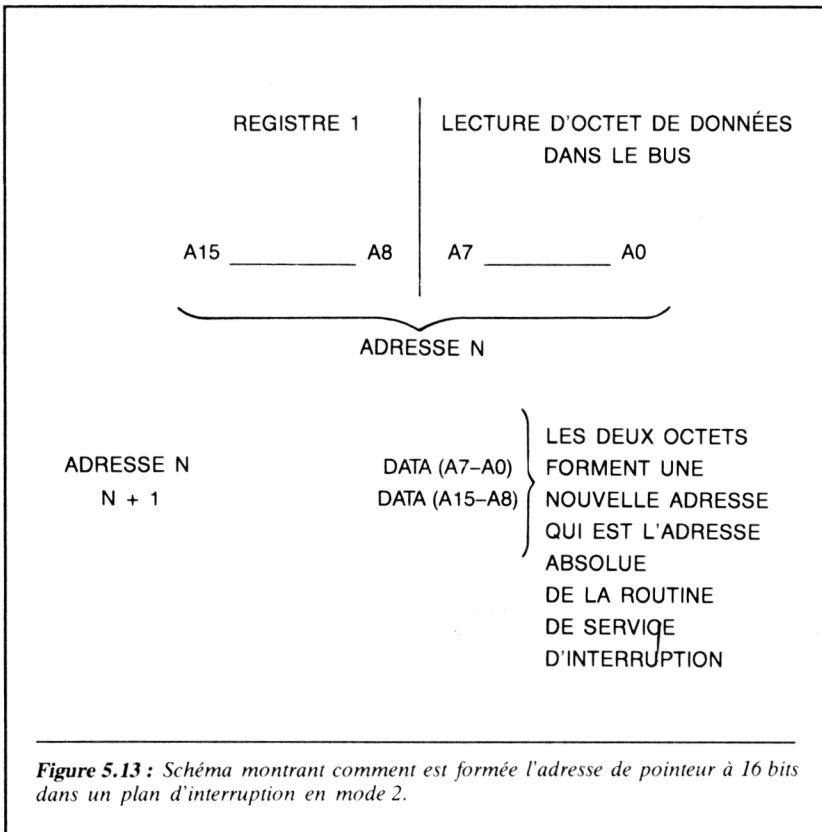 REGISTRE 1
LECTURE D'OCTET DE DONNÉES
DANS LE BUS
A15 ________ A8
A7 ________ A0
ADRESSE N
ADRESSE N
N + 1
DATA (A7–A0)
DATA (A15–A8)
LES DEUX OCTETS
FORMENT UNE
NOUVELLE ADRESSE
QUI EST L'ADRESSE
ABSOLUE
DE LA ROUTINE
DE SERVICE
D'INTERRUPTION
Figure 5.13 : Schéma montrant comment est formée l'adresse de pointeur à 16 bits
dans un plan d'interruption en mode 2.